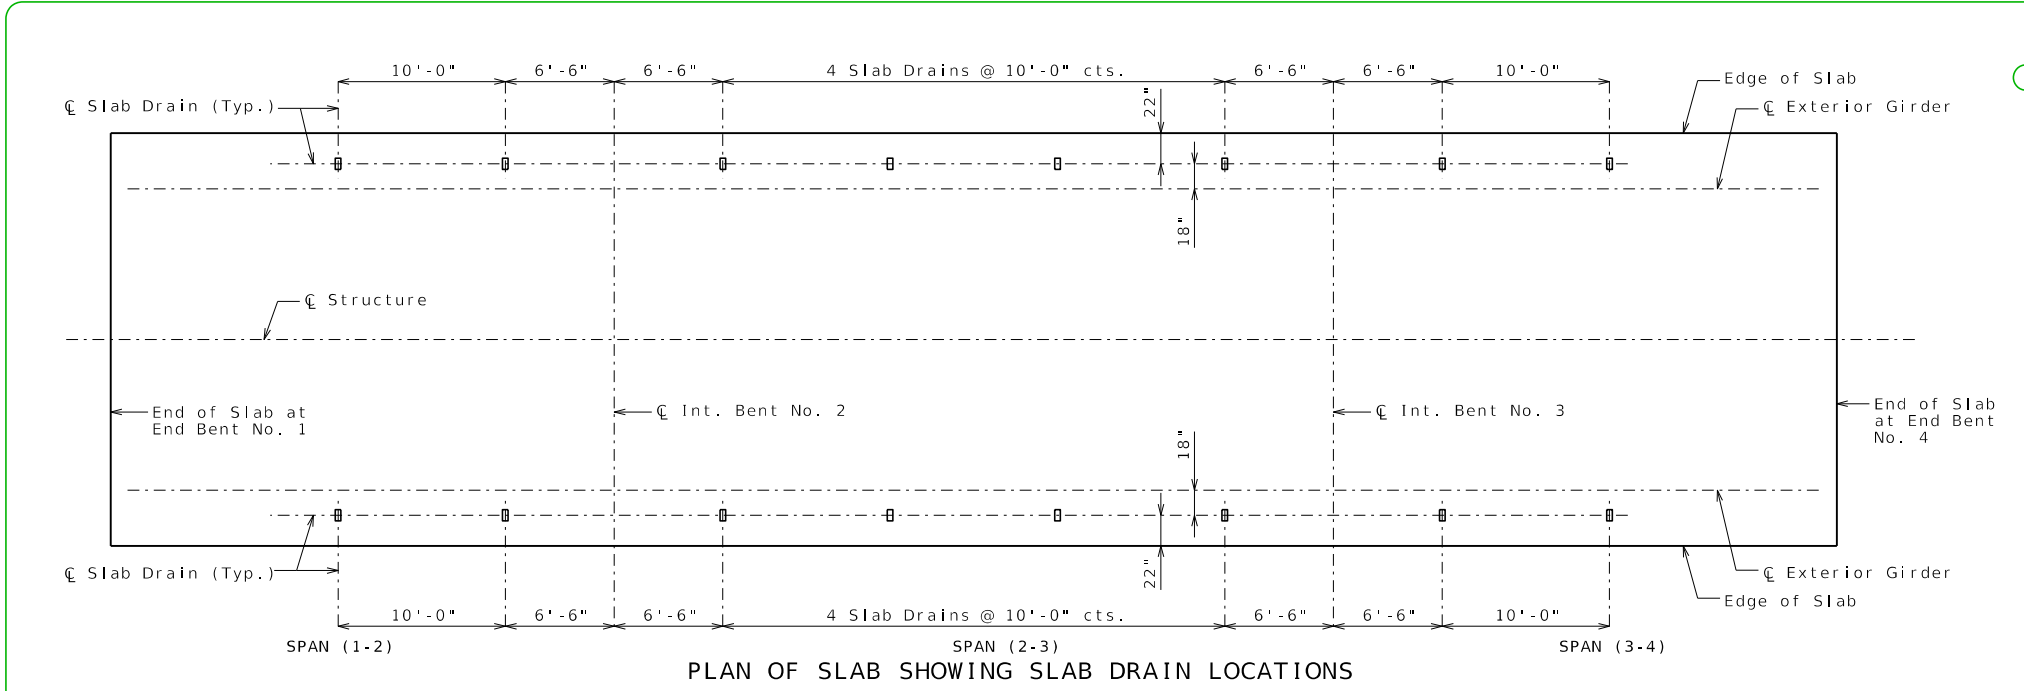 10'-0" 6'-6" 6'-6" 4 Slab Drains @ 10'-0" cts. 6'-6" 6'-6" 10'-0"
℄ Slab Drain (Typ.)
22"
Edge of Slab
℄ Exterior Girder
18"
℄ Structure
End of Slab at
End Bent No. 1
℄ Int. Bent No. 2
℄ Int. Bent No. 3
End of Slab
at End Bent
No. 4
18"
℄ Slab Drain (Typ.)
22"
℄ Exterior Girder
Edge of Slab
10'-0" 6'-6" 6'-6" 4 Slab Drains @ 10'-0" cts. 6'-6" 6'-6" 10'-0"
SPAN (1-2) SPAN (2-3) SPAN (3-4)
PLAN OF SLAB SHOWING SLAB DRAIN LOCATIONS